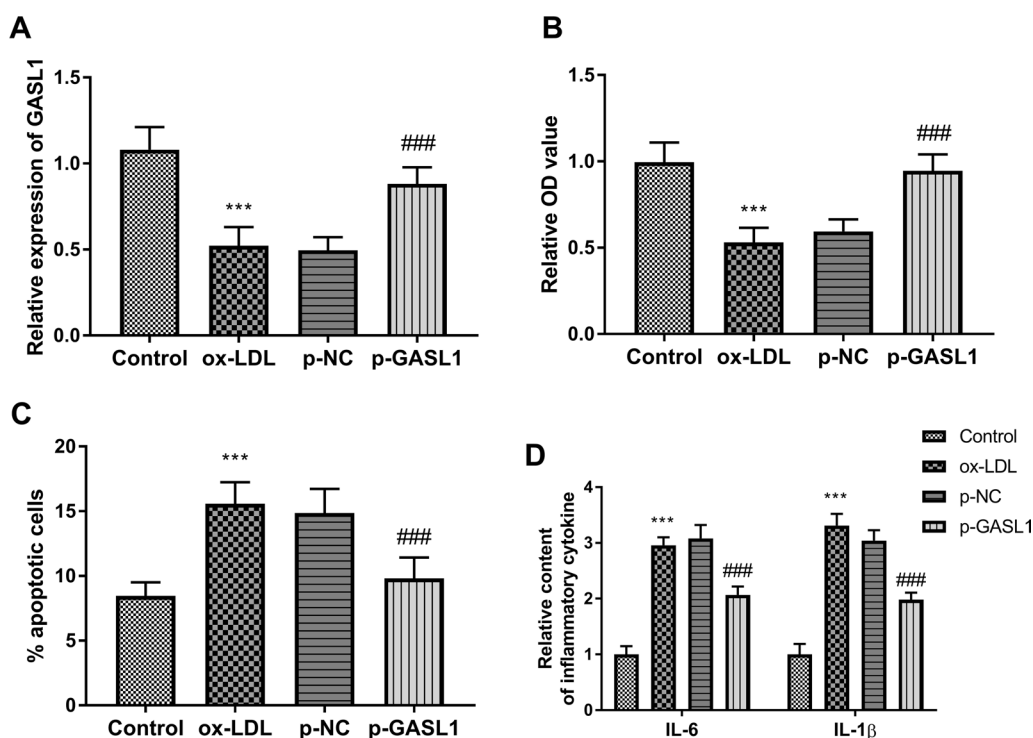 A
Relative expression of GASL1
1.5
1.0
0.5
0.0
***
###
Control ox-LDL p-NC p-GASL1
B
Relative OD value
1.5
1.0
0.5
0.0
***
###
Control ox-LDL p-NC p-GASL1
C
% apoptotic cells
20
15
10
5
0
***
###
Control ox-LDL p-NC p-GASL1
D
Relative content
of inflammatory cytokine
4
3
2
1
0
***
###
***
###
IL-6 IL-1β
Control
ox-LDL
p-NC
p-GASL1